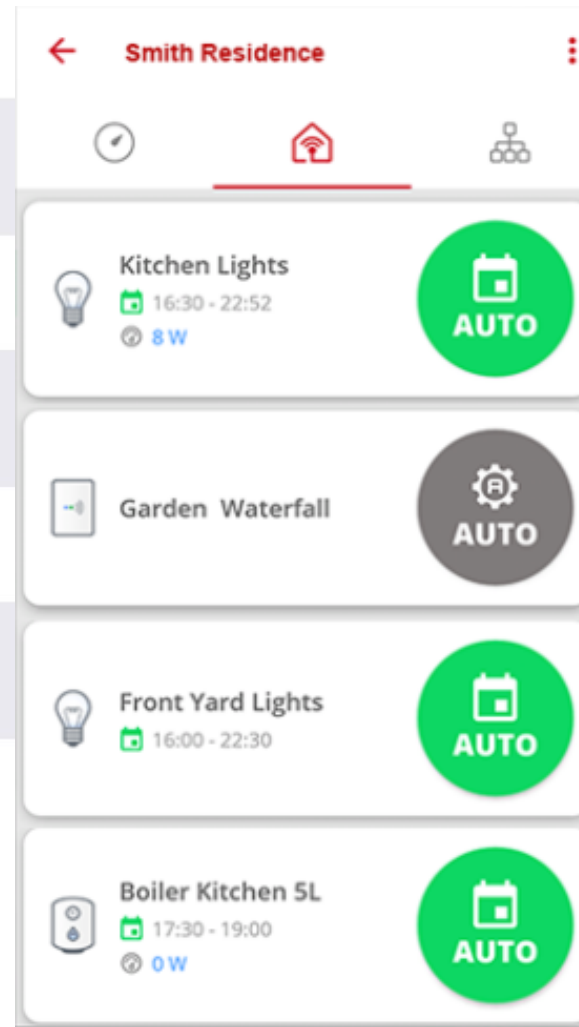 Smith Residence
Kitchen Lights
16:30 - 22:52
8 W
AUTO
Garden Waterfall
AUTO
Front Yard Lights
16:00 - 22:30
AUTO
Boiler Kitchen 5L
17:30 - 19:00
0 W
AUTO